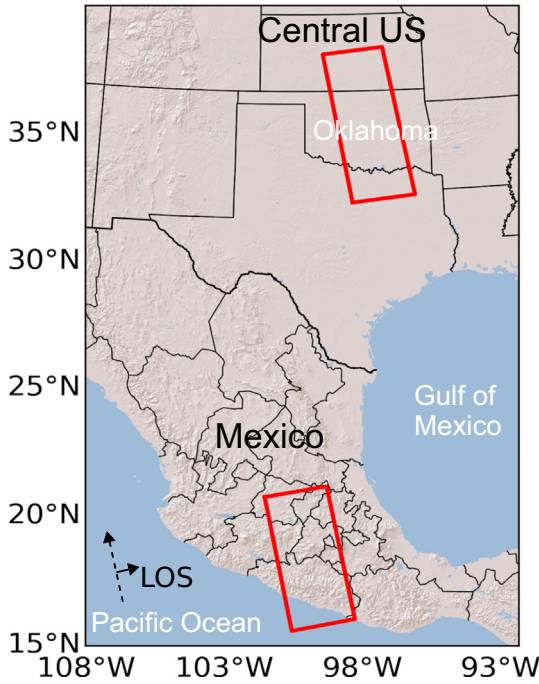 Central US
35°N
Oklahoma
30°N
25°N
Gulf of
Mexico
Mexico
20°N
LOS
Pacific Ocean
15°N
108°W
103°W
98°W
93°W